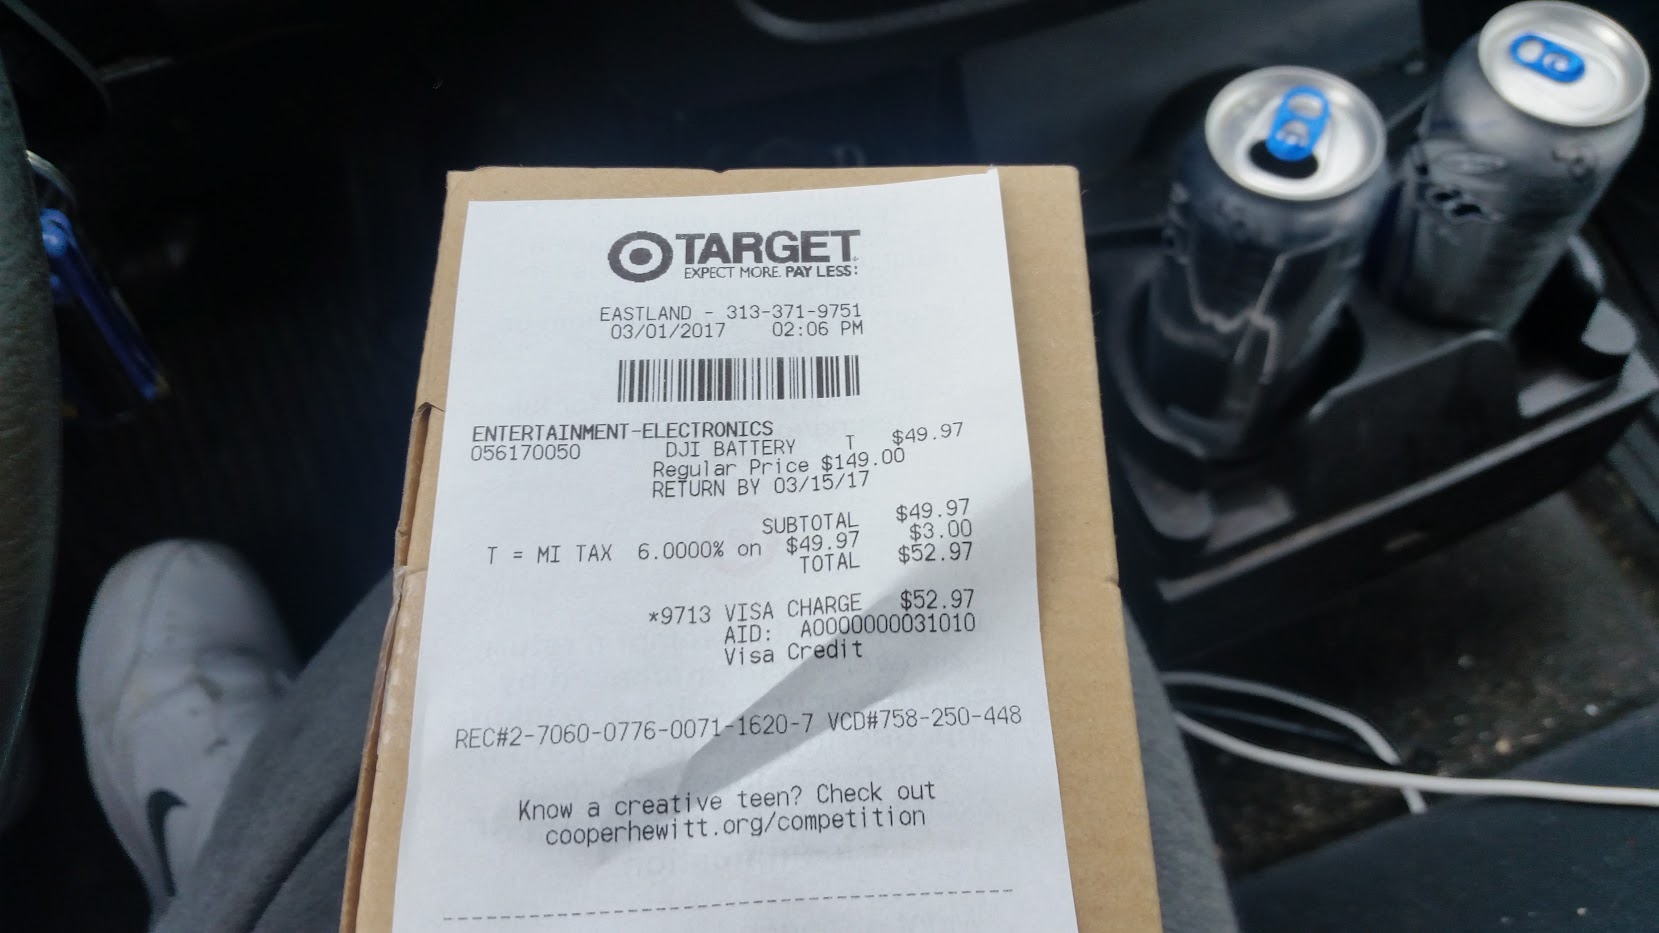 TARGET
EXPECT MORE. PAY LESS.
EASTLAND - 313-371-9751
03/01/2017 02:06 PM
ENTERTAINMENT-ELECTRONICS
056170050 DJI BATTERY T $49.97
Regular Price $149.00
RETURN BY 03/15/17
SUBTOTAL $49.97
T = MI TAX 6.0000% on $49.97 $3.00
TOTAL $52.97
*9713 VISA CHARGE $52.97
AID: A0000000031010
Visa Credit
REC#2-7060-0776-0071-1620-7 VCD#758-250-448
Know a creative teen? Check out
cooperhewitt.org/competition